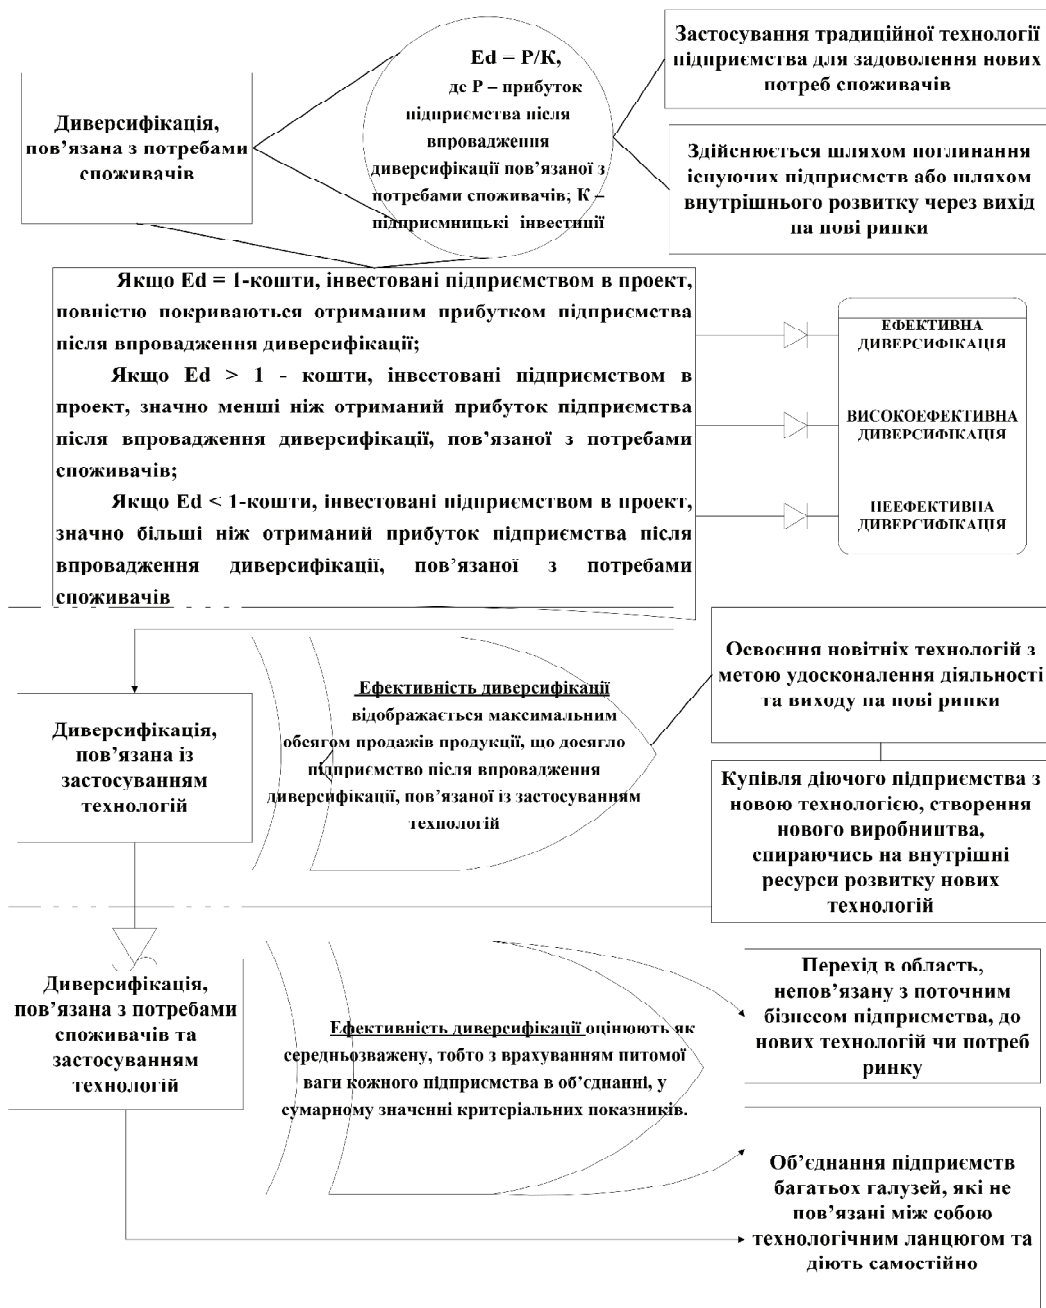 Диверсифікація,
пов’язана з потребами
споживачів
Ed – Р/К,
де Р – прибуток
підприємства після
впровадження
диверсифікації пов’язаної з
потребами споживачів; К –
підприємницькі інвестиції
Застосування традиційної технології
підприємства для задоволення нових
потреб споживачів
Здійснюється шляхом поглинання
існуючих підприємств або шляхом
внутрішнього розвитку через вихід
на нові ринки
Якщо Ed = 1-кошти, інвестовані підприємством в проект,
повністю покриваються отриманим прибутком підприємства
після впровадження диверсифікації;
Якщо Ed > 1 - кошти, інвестовані підприємством в
проект, значно менші ніж отриманий прибуток підприємства
після впровадження диверсифікації, пов’язаної з потребами
споживачів;
Якщо Ed < 1-кошти, інвестовані підприємством в проект,
значно більші ніж отриманий прибуток підприємства після
впровадження диверсифікації, пов’язаної з потребами
споживачів
ЕФЕКТИВНА
ДИВЕРСИФІКАЦІЯ
ВИСОКОЕФЕКТИВНА
ДИВЕРСИФІКАЦІЯ
НЕЕФЕКТИВНА
ДИВЕРСИФІКАЦІЯ
Диверсифікація,
пов’язана із
застосуванням
технологій
Ефективність диверсифікації
відображається максимальним
обсягом продажів продукції, що досягло
підприємство після впровадження
диверсифікації, пов’язаної із застосуванням
технологій
Освоєння новітніх технологій з
метою удосконалення діяльності
та виходу на нові ринки
Купівля діючого підприємства з
новою технологією, створення
нового виробництва,
спираючись на внутрішні
ресурси розвитку нових
технологій
Диверсифікація,
пов’язана з потребами
споживачів та
застосуванням
технологій
Ефективність диверсифікації оцінюють як
середньозважену, тобто з врахуванням питомої
ваги кожного підприємства в об’єднанні, у
сумарному значенні критеріальних показників.
Перехід в область,
непов’язану з поточним
бізнесом підприємства, до
нових технологій чи потреб
ринку
Об’єднання підприємств
багатьох галузей, які не
пов’язані між собою
технологічним ланцюгом та
діють самостійно